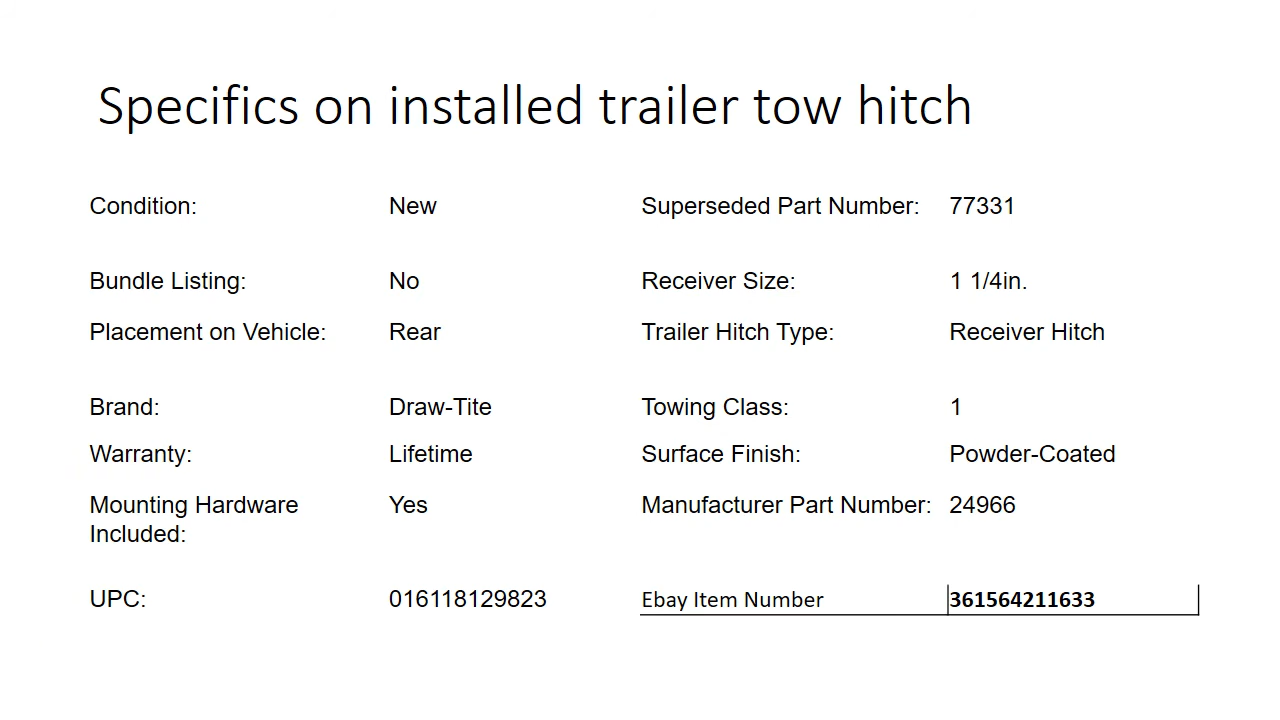 Specifics on installed trailer tow hitch
Condition: New Superseded Part Number: 77331
Bundle Listing: No Receiver Size: 1 1/4in.
Placement on Vehicle: Rear Trailer Hitch Type: Receiver Hitch
Brand: Draw-Tite Towing Class: 1
Warranty: Lifetime Surface Finish: Powder-Coated
Mounting Hardware Yes Manufacturer Part Number: 24966
Included:
UPC: 016118129823 Ebay Item Number 361564211633